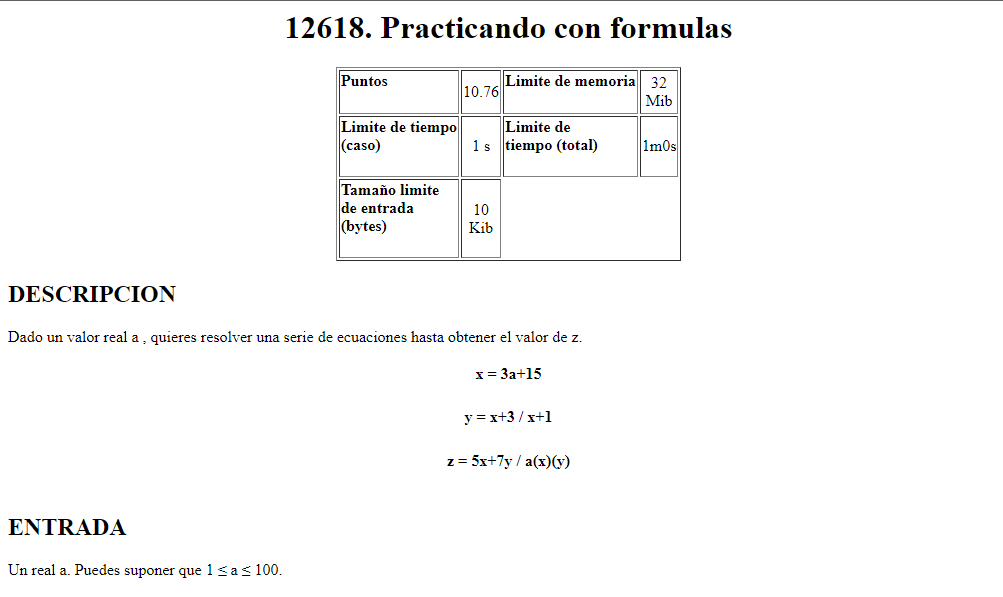 12618. Practicando con formulas
Puntos
10.76
Limite de memoria
32
Mib
Limite de tiempo
(caso)
1 s
Limite de
tiempo (total)
1m0s
Tamaño limite
de entrada
(bytes)
10
Kib
DESCRIPCION
Dado un valor real a , quieres resolver una serie de ecuaciones hasta obtener el valor de z.
x = 3a+15
y = x+3 / x+1
z = 5x+7y / a(x)(y)
ENTRADA
Un real a. Puedes suponer que 1 ≤ a ≤ 100.